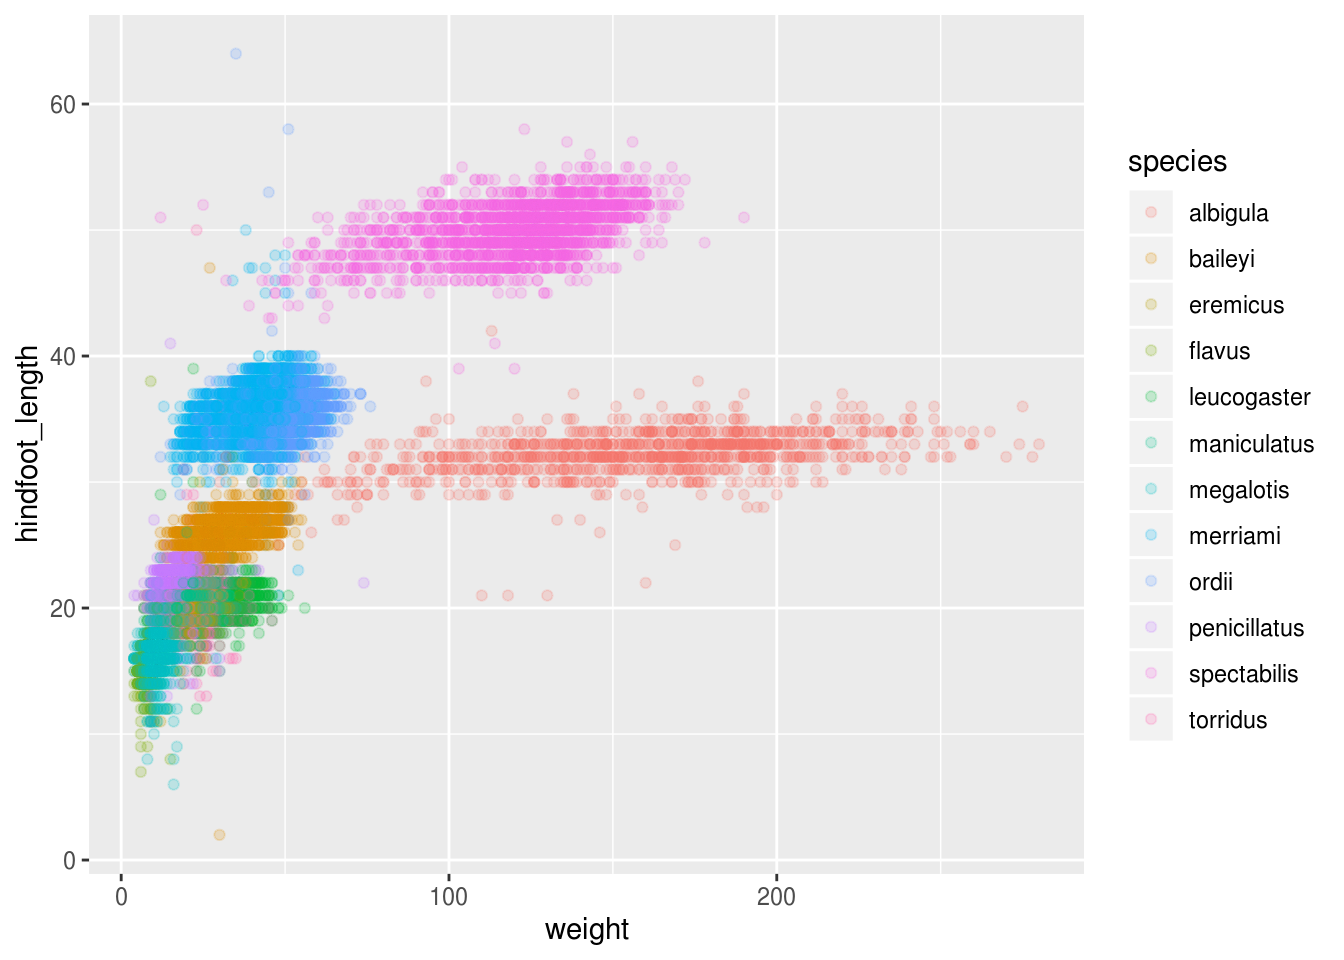 60
40
20
0
hindfoot_length
0
100
200
weight
species
albigula
baileyi
eremicus
flavus
leucogaster
maniculatus
megalotis
merriami
ordii
penicillatus
spectabilis
torridus